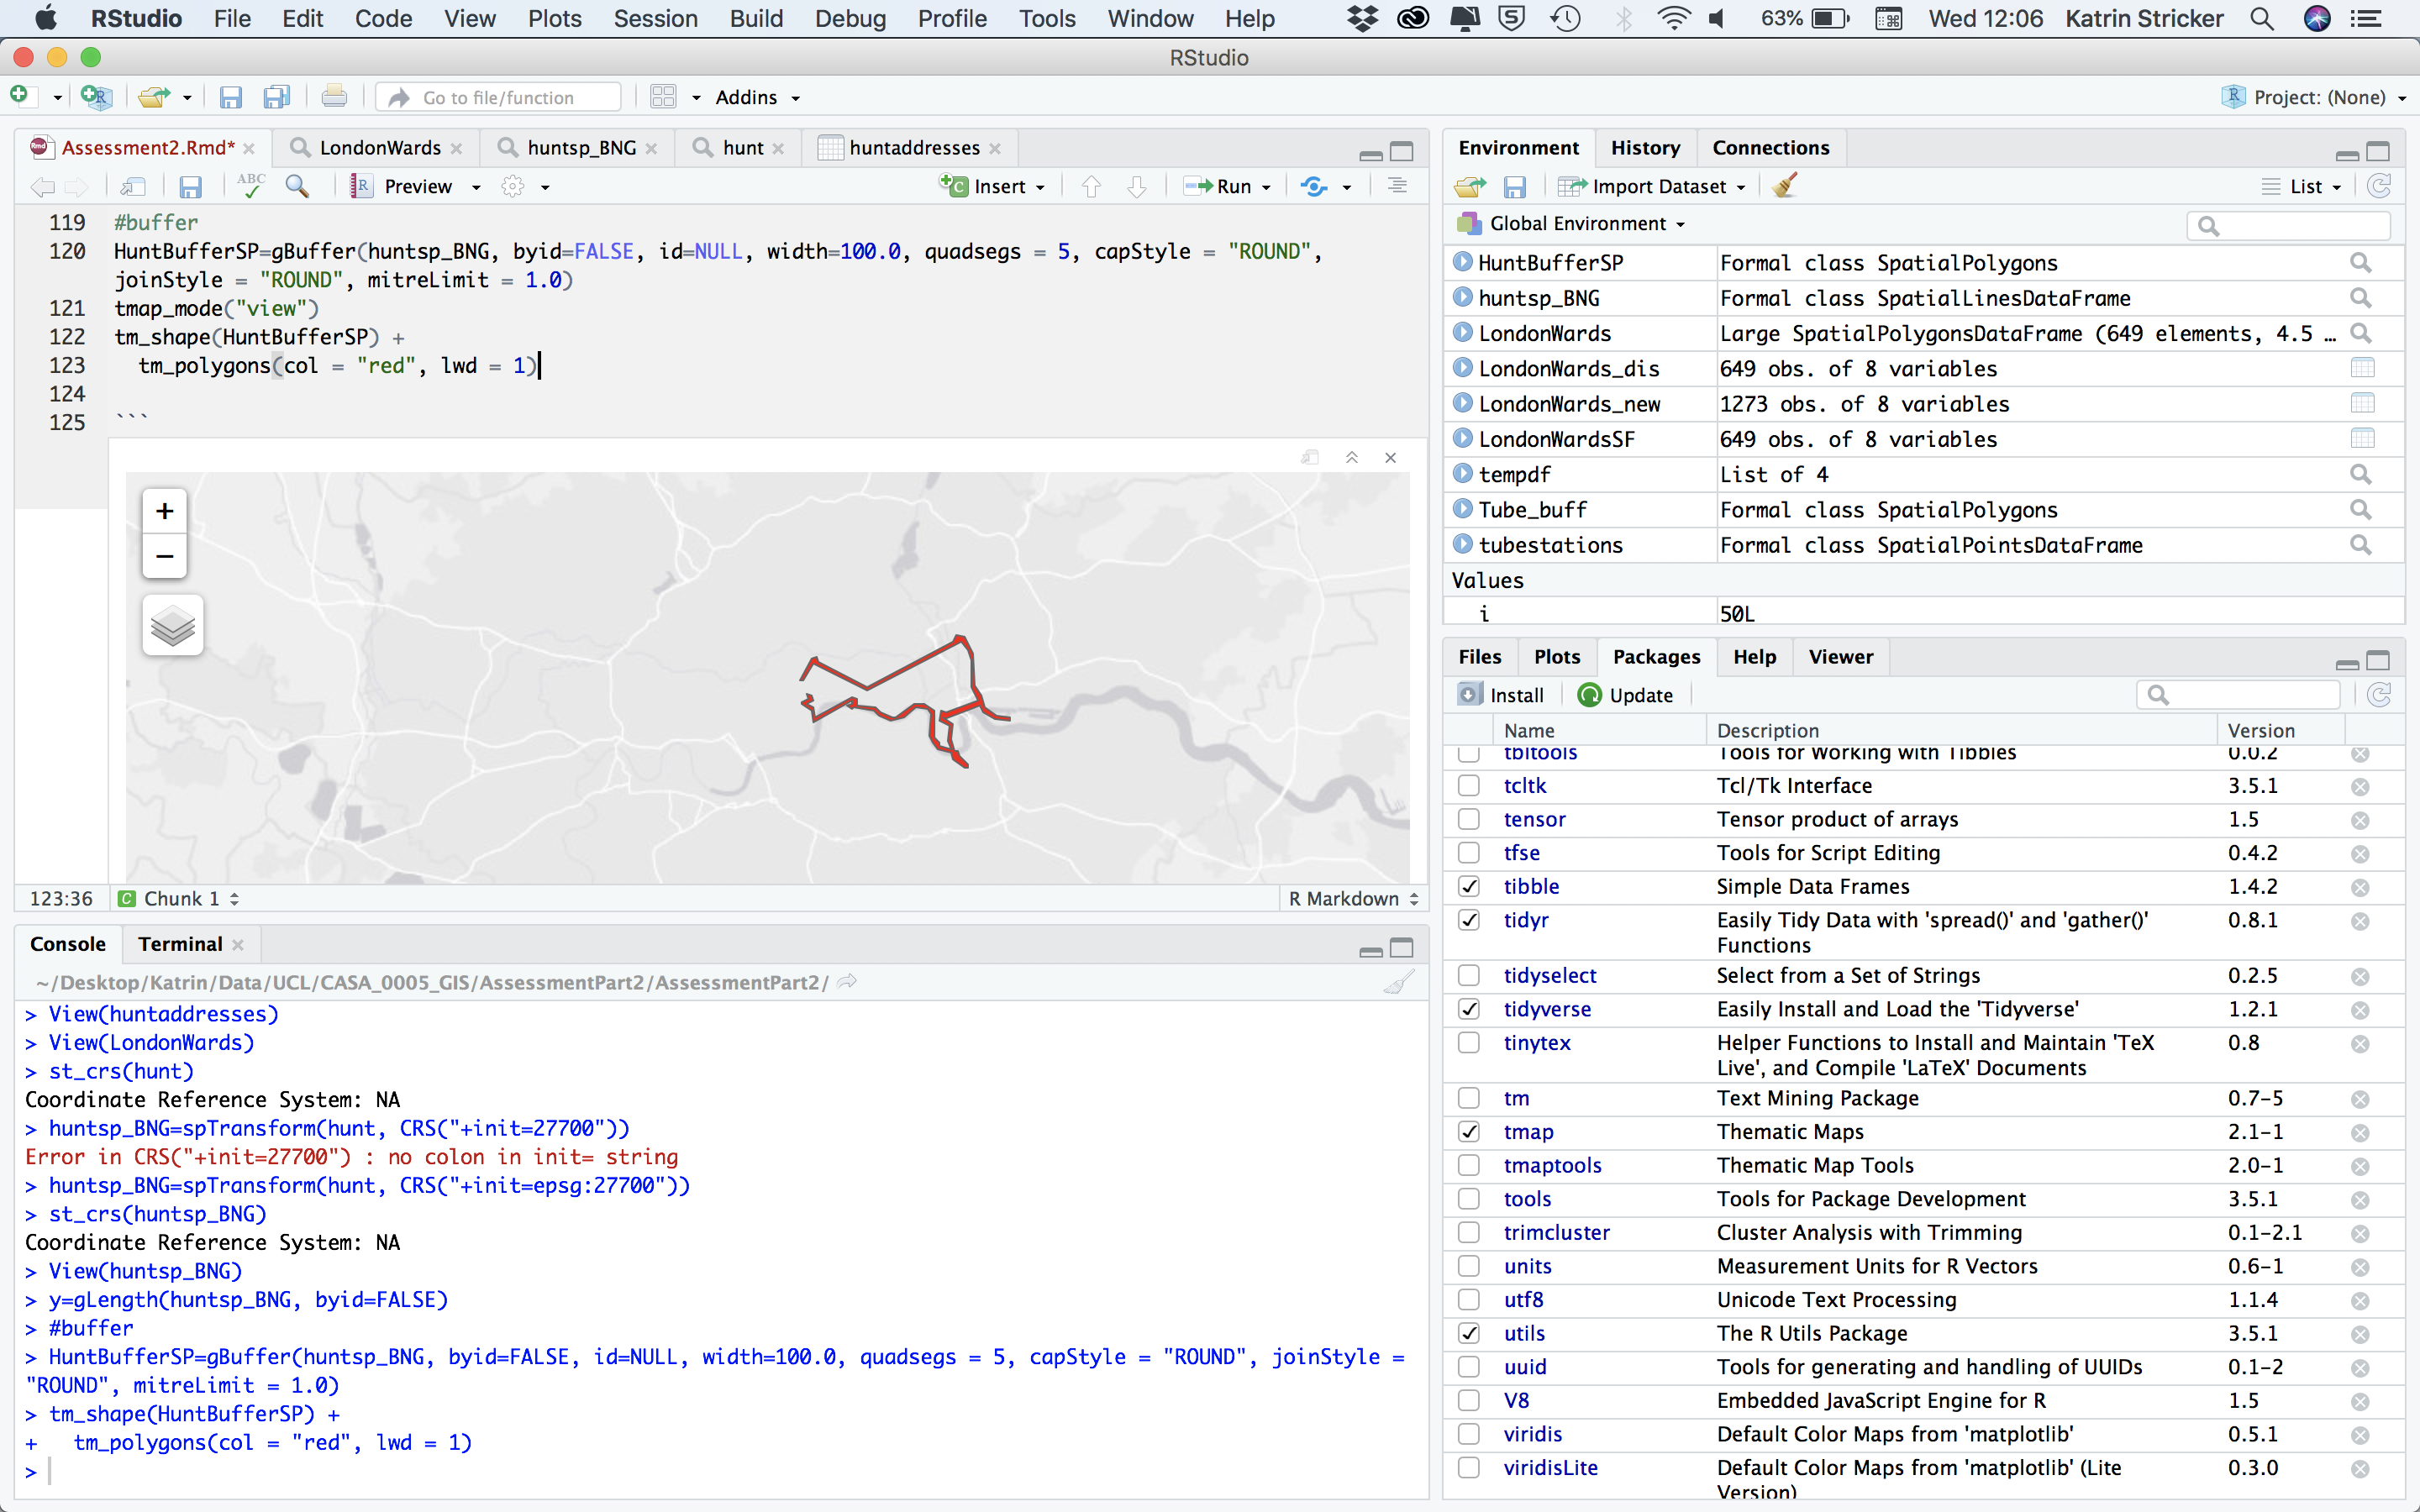 RStudio File Edit Code View Plots Session Build Debug Profile Tools Window Help 63% Wed 12:06 Katrin Stricker
RStudio
Go to file/function Addins Project: (None)
Assessment2.Rmd* LondonWards huntsp_BNG hunt huntaddresses
ABC Preview Insert Run
119 #buffer
120 HuntBufferSP=gBuffer(huntsp_BNG, byid=FALSE, id=NULL, width=100.0, quadsegs = 5, capStyle = "ROUND",
joinStyle = "ROUND", mitreLimit = 1.0)
121 tmap_mode("view")
122 tm_shape(HuntBufferSP) +
123 tm_polygons(col = "red", lwd = 1)
124
125 ```
+
−
123:36 C Chunk 1 R Markdown
Console Terminal
~/Desktop/Katrin/Data/UCL/CASA_0005_GIS/AssessmentPart2/AssessmentPart2/
> View(huntaddresses)
> View(LondonWards)
> st_crs(hunt)
Coordinate Reference System: NA
> huntsp_BNG=spTransform(hunt, CRS("+init=27700"))
Error in CRS("+init=27700") : no colon in init= string
> huntsp_BNG=spTransform(hunt, CRS("+init=epsg:27700"))
> st_crs(huntsp_BNG)
Coordinate Reference System: NA
> View(huntsp_BNG)
> y=gLength(huntsp_BNG, byid=FALSE)
> #buffer
> HuntBufferSP=gBuffer(huntsp_BNG, byid=FALSE, id=NULL, width=100.0, quadsegs = 5, capStyle = "ROUND", joinStyle =
"ROUND", mitreLimit = 1.0)
> tm_shape(HuntBufferSP) +
+ tm_polygons(col = "red", lwd = 1)
>
Environment History Connections
Import Dataset List
Global Environment
HuntBufferSP Formal class SpatialPolygons
huntsp_BNG Formal class SpatialLinesDataFrame
LondonWards Large SpatialPolygonsDataFrame (649 elements, 4.5 …
LondonWards_dis 649 obs. of 8 variables
LondonWards_new 1273 obs. of 8 variables
LondonWardsSF 649 obs. of 8 variables
tempdf List of 4
Tube_buff Formal class SpatialPolygons
tubestations Formal class SpatialPointsDataFrame
Values
i 50L
Files Plots Packages Help Viewer
Install Update
Name Description Version
tbltools Tools for Working with Tibbles 0.0.2
tcltk Tcl/Tk Interface 3.5.1
tensor Tensor product of arrays 1.5
tfse Tools for Script Editing 0.4.2
tibble Simple Data Frames 1.4.2
tidyr Easily Tidy Data with 'spread()' and 'gather()' 0.8.1
Functions
tidyselect Select from a Set of Strings 0.2.5
tidyverse Easily Install and Load the 'Tidyverse' 1.2.1
tinytex Helper Functions to Install and Maintain 'TeX 0.8
Live', and Compile 'LaTeX' Documents
tm Text Mining Package 0.7-5
tmap Thematic Maps 2.1-1
tmaptools Thematic Map Tools 2.0-1
tools Tools for Package Development 3.5.1
trimcluster Cluster Analysis with Trimming 0.1-2.1
units Measurement Units for R Vectors 0.6-1
utf8 Unicode Text Processing 1.1.4
utils The R Utils Package 3.5.1
uuid Tools for generating and handling of UUIDs 0.1-2
V8 Embedded JavaScript Engine for R 1.5
viridis Default Color Maps from 'matplotlib' 0.5.1
viridisLite Default Color Maps from 'matplotlib' (Lite 0.3.0
Version)